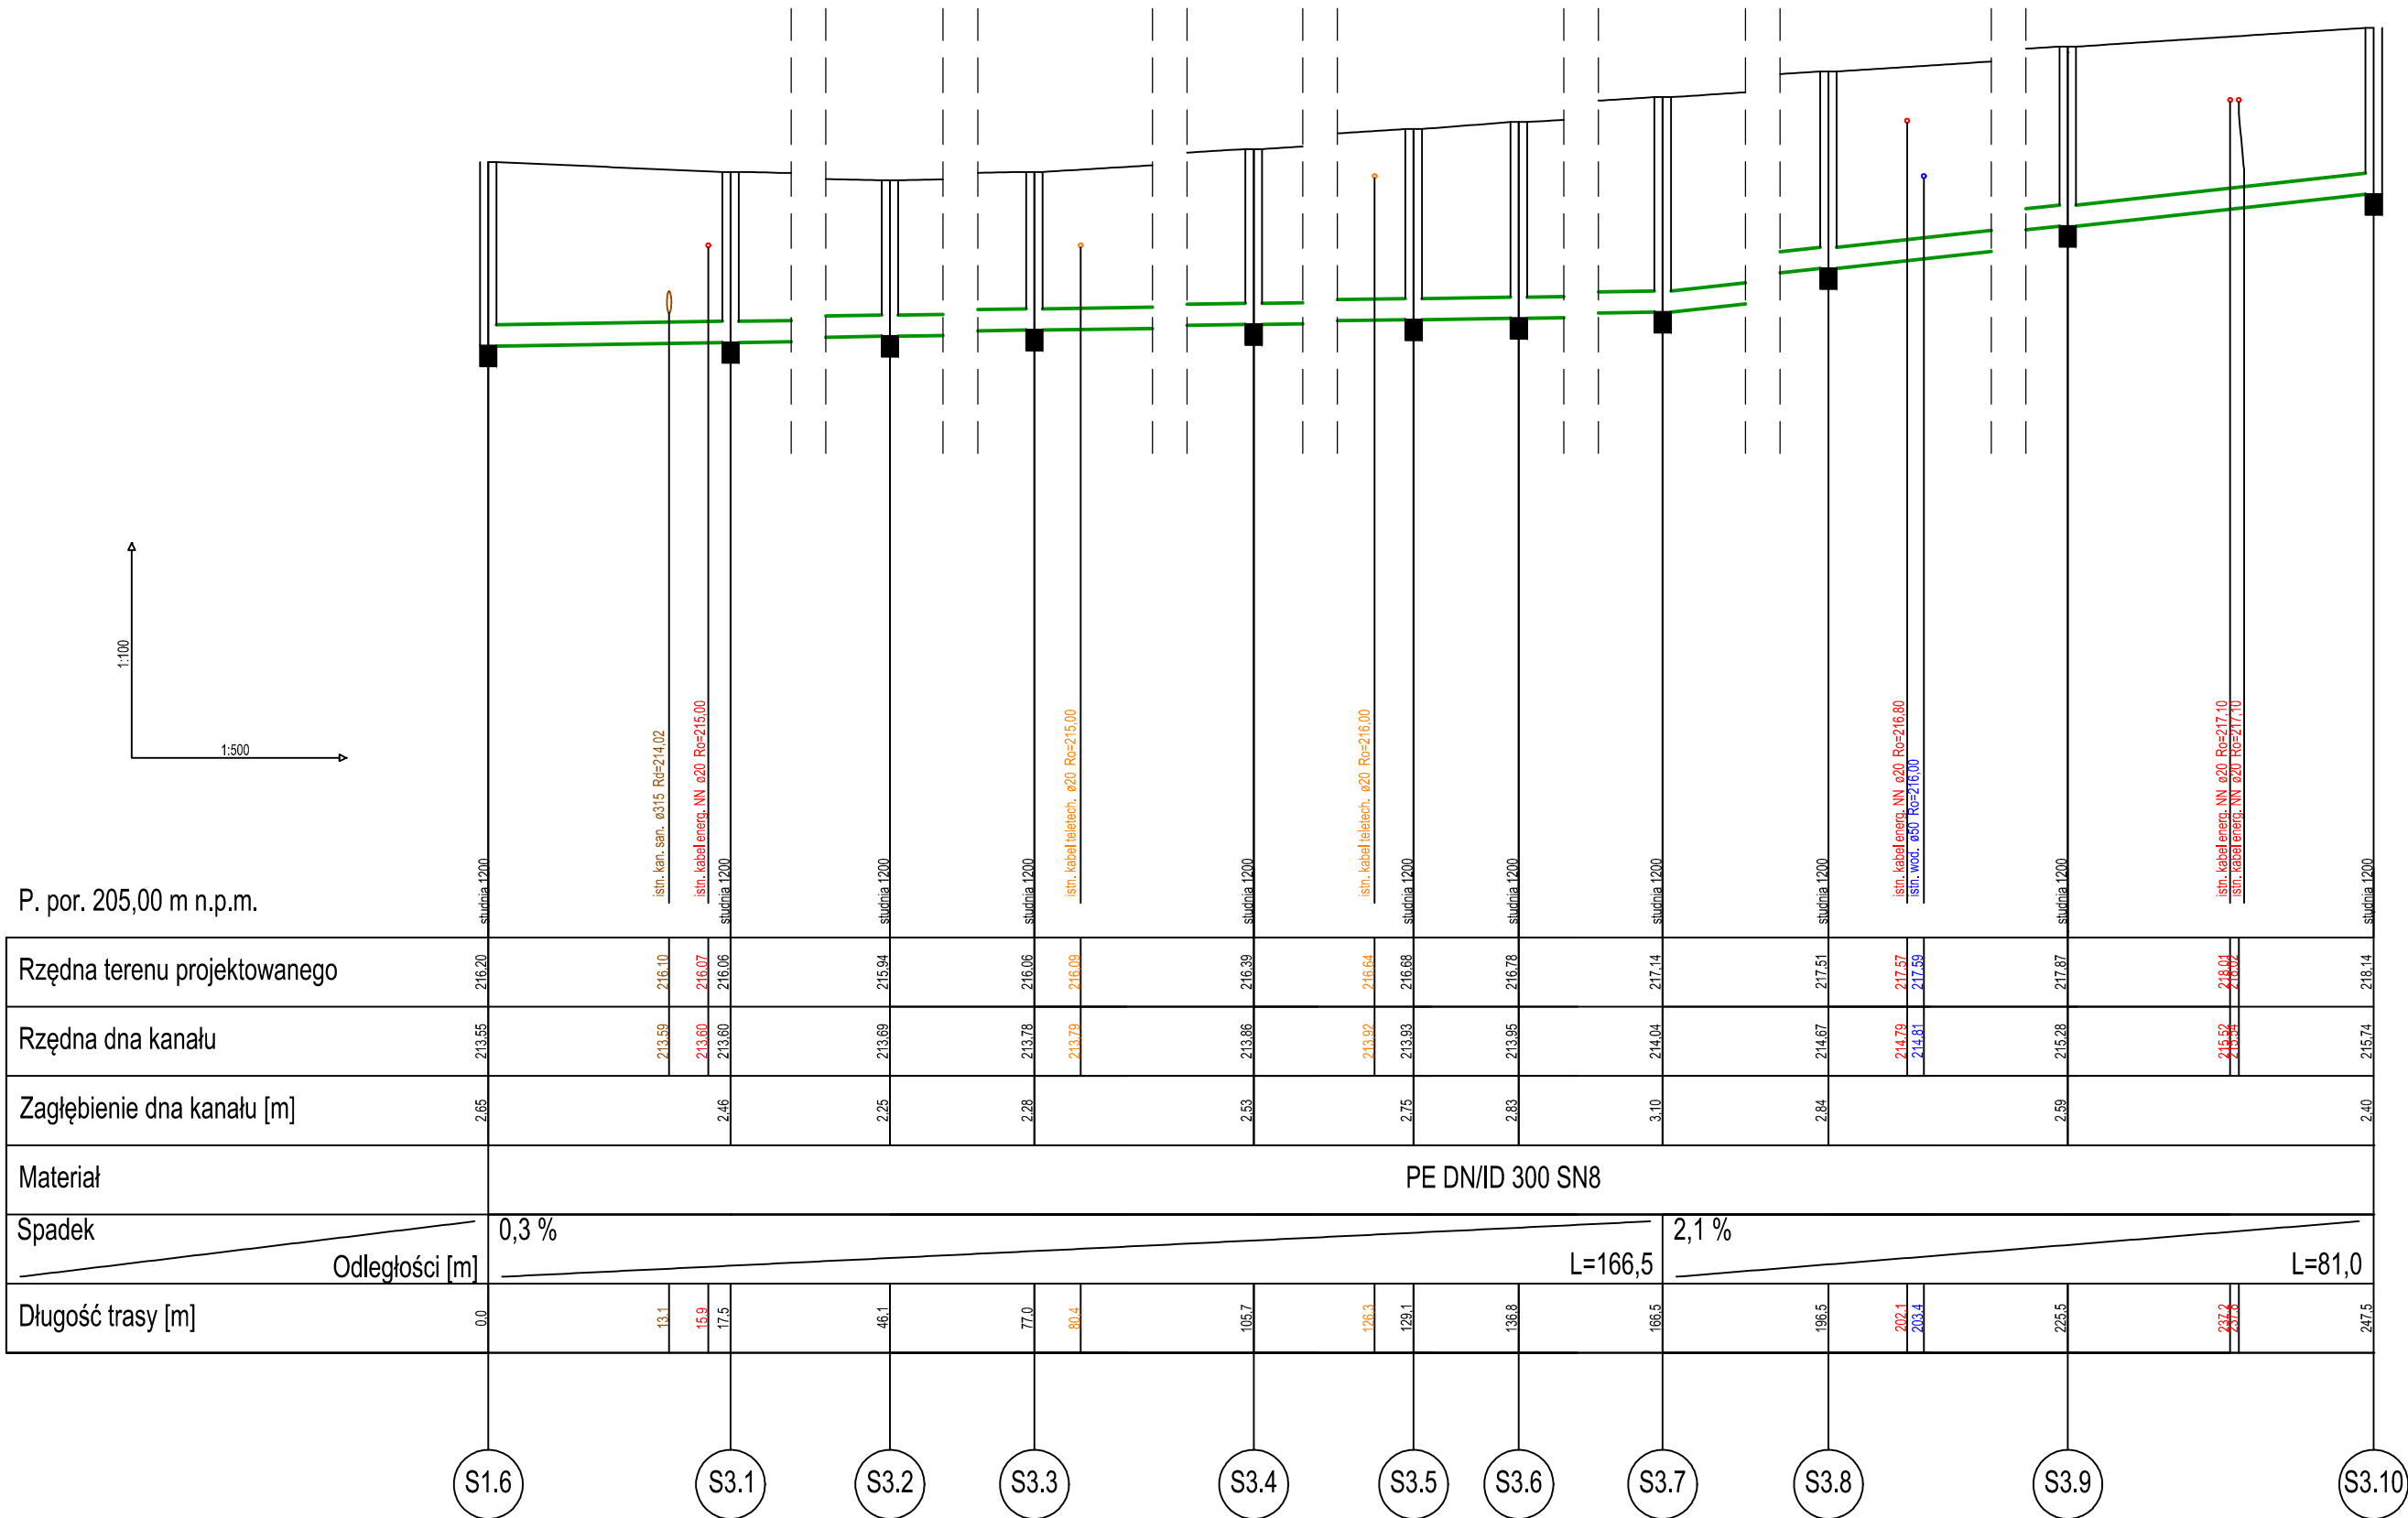 1:100
1:500
istn. kan. san. ø315 Rd=214,02
istn. kabel energ. NN ø20 Ro=215,00
istn. kabel teletech. ø20 Ro=215,00
istn. kabel teletech. ø20 Ro=216,00
istn. kabel energ. NN ø20 Ro=216,80
istn. wod. ø50 Ro=216,00
istn. kabel energ. NN ø20 Ro=217,10
istn. kabel energ. NN ø20 Ro=217,10
studnia 1200
studnia 1200
studnia 1200
studnia 1200
studnia 1200
studnia 1200
studnia 1200
studnia 1200
studnia 1200
studnia 1200
studnia 1200
P. por. 205,00 m n.p.m.
Rzędna terenu projektowanego
216,20 216,10 216,07 216,06 215,94 216,06 216,09 216,39 216,64 216,68 216,78 217,14 217,51 217,57 217,59 217,87 218,01 218,02 218,14
Rzędna dna kanału
213,55 213,59 213,60 213,60 213,69 213,78 213,79 213,86 213,92 213,93 213,95 214,04 214,67 214,79 214,81 215,28 215,52 215,54 215,74
Zagłębienie dna kanału [m]
2,65 2,46 2,25 2,28 2,53 2,75 2,83 3,10 2,84 2,59 2,40
Materiał
PE DN/ID 300 SN8
Spadek
Odległości [m]
0,3 %
L=166,5
2,1 %
L=81,0
Długość trasy [m]
0,0 13,1 15,9 17,5 46,1 77,0 80,4 105,7 126,3 129,1 136,8 166,5 196,5 202,1 203,4 225,5 237,2 237,8 247,5
S1.6 S3.1 S3.2 S3.3 S3.4 S3.5 S3.6 S3.7 S3.8 S3.9 S3.10